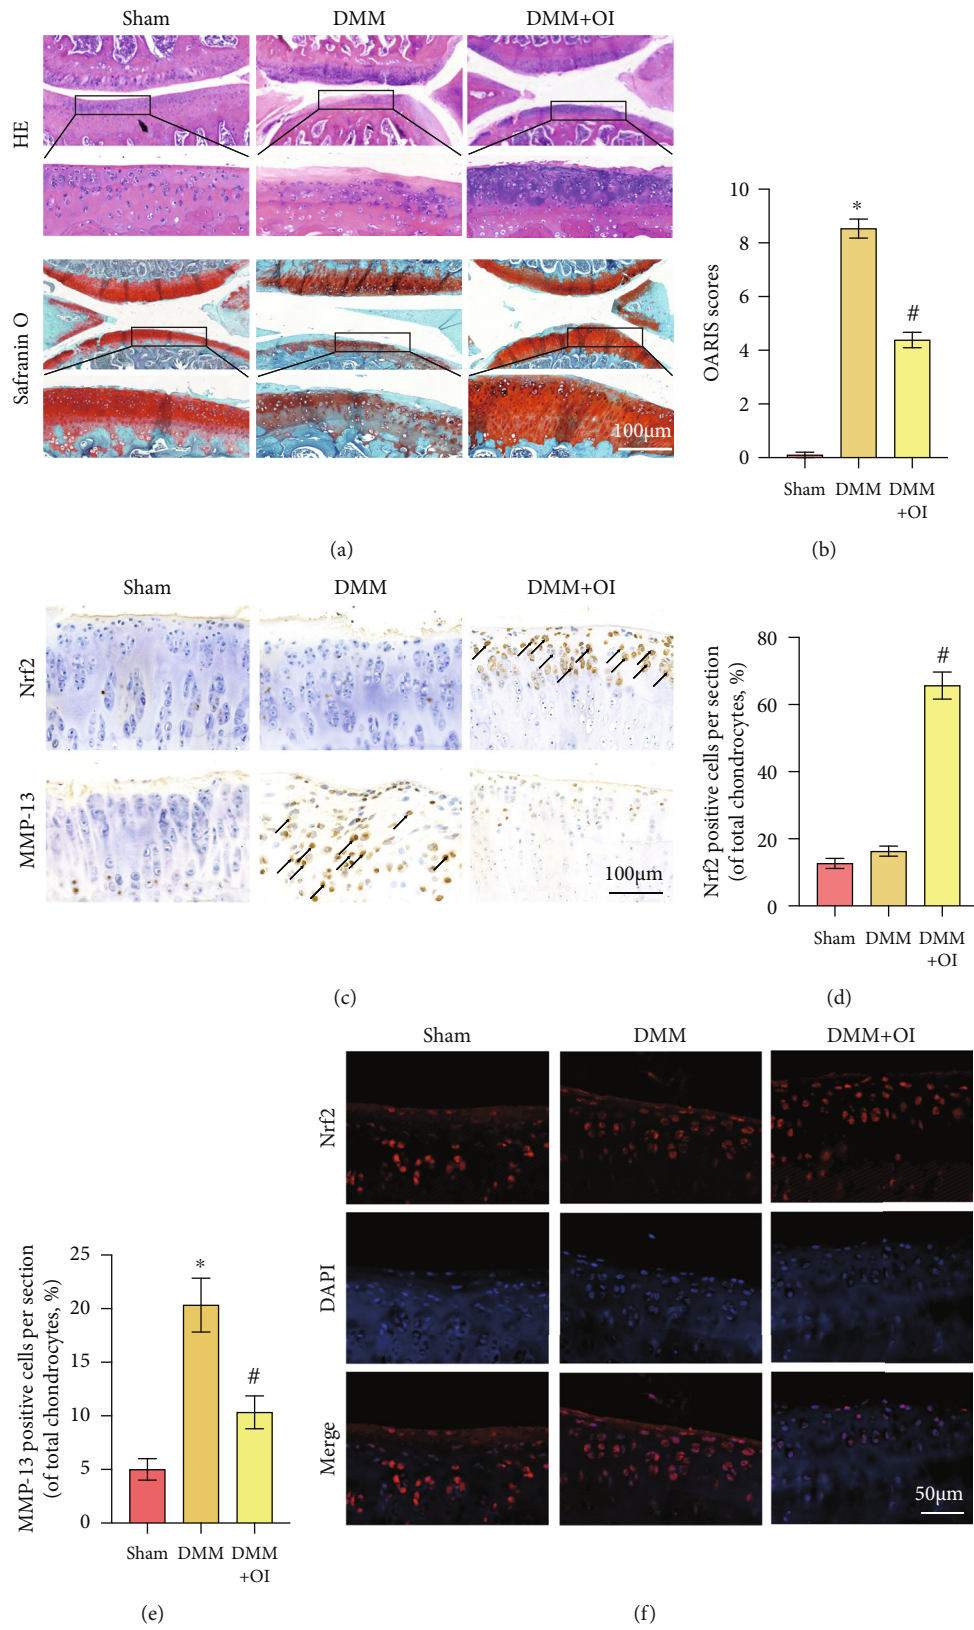 Sham
DMM
DMM+OI
HE
Safranin O
100μm
(a)
OARIS scores
10
8
6
4
2
0
*
#
Sham
DMM
DMM
+OI
(b)
Sham
DMM
DMM+OI
Nrf2
MMP-13
100μm
(c)
Nrf2 positive cells per section
(of total chondrocytes, %)
80
60
40
20
0
#
Sham
DMM
DMM
+OI
(d)
MMP-13 positive cells per section
(of total chondrocytes, %)
25
20
15
10
5
0
*
#
Sham
DMM
DMM
+OI
(e)
Sham
DMM
DMM+OI
Nrf2
DAPI
Merge
50μm
(f)